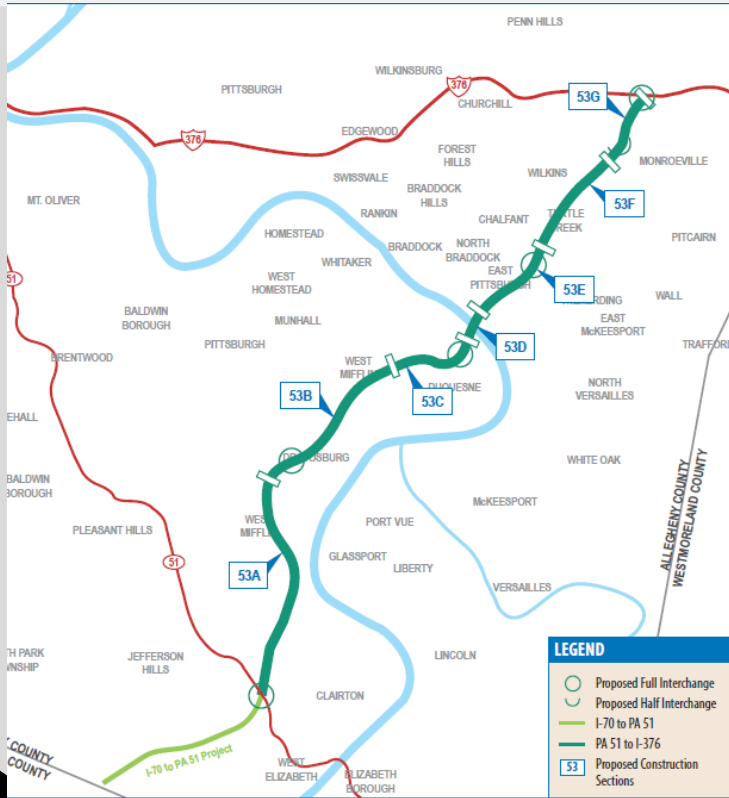 PENN HILLS
WILKINSBURG
376
PITTSBURGH
53G
CHURCHILL
376
EDGEWOOD
FOREST
HILLS
MONROEVILLE
SWISSVALE
WILKINS
BRADDOCK
HILLS
MT. OLIVER
RANKIN
53F
CHALFANT
TURTLE
CREEK
HOMESTEAD
PITCAIRN
BRADDOCK
NORTH
BRADDOCK
WHITAKER
EAST
PITTSBURGH
WEST
HOMESTEAD
51
53E
WALL
BALDWIN
BOROUGH
MUNHALL
EAST
McKEESPORT
PITTSBURGH
53D
TRAFFORD
BRENTWOOD
WEST
MIFFLIN
DUQUESNE
NORTH
VERSAILLES
53B
53C
EHALL
WHITE OAK
BALDWIN
BOROUGH
McKEESPORT
PLEASANT HILLS
WEST
MIFFLIN
PORT VUE
ALLEGHENY COUNTY
WESTMORELAND COUNTY
GLASSPORT
51
LIBERTY
53A
VERSAILLES
TH PARK
WNSHIP
JEFFERSON
HILLS
LINCOLN
CLAIRTON
I-70 to PA 51 Project
COUNTY
COUNTY
WEST
ELIZABETH
ELIZABETH
BOROUGH
LEGEND
Proposed Full Interchange
Proposed Half Interchange
I-70 to PA 51
PA 51 to I-376
53 Proposed Construction
Sections